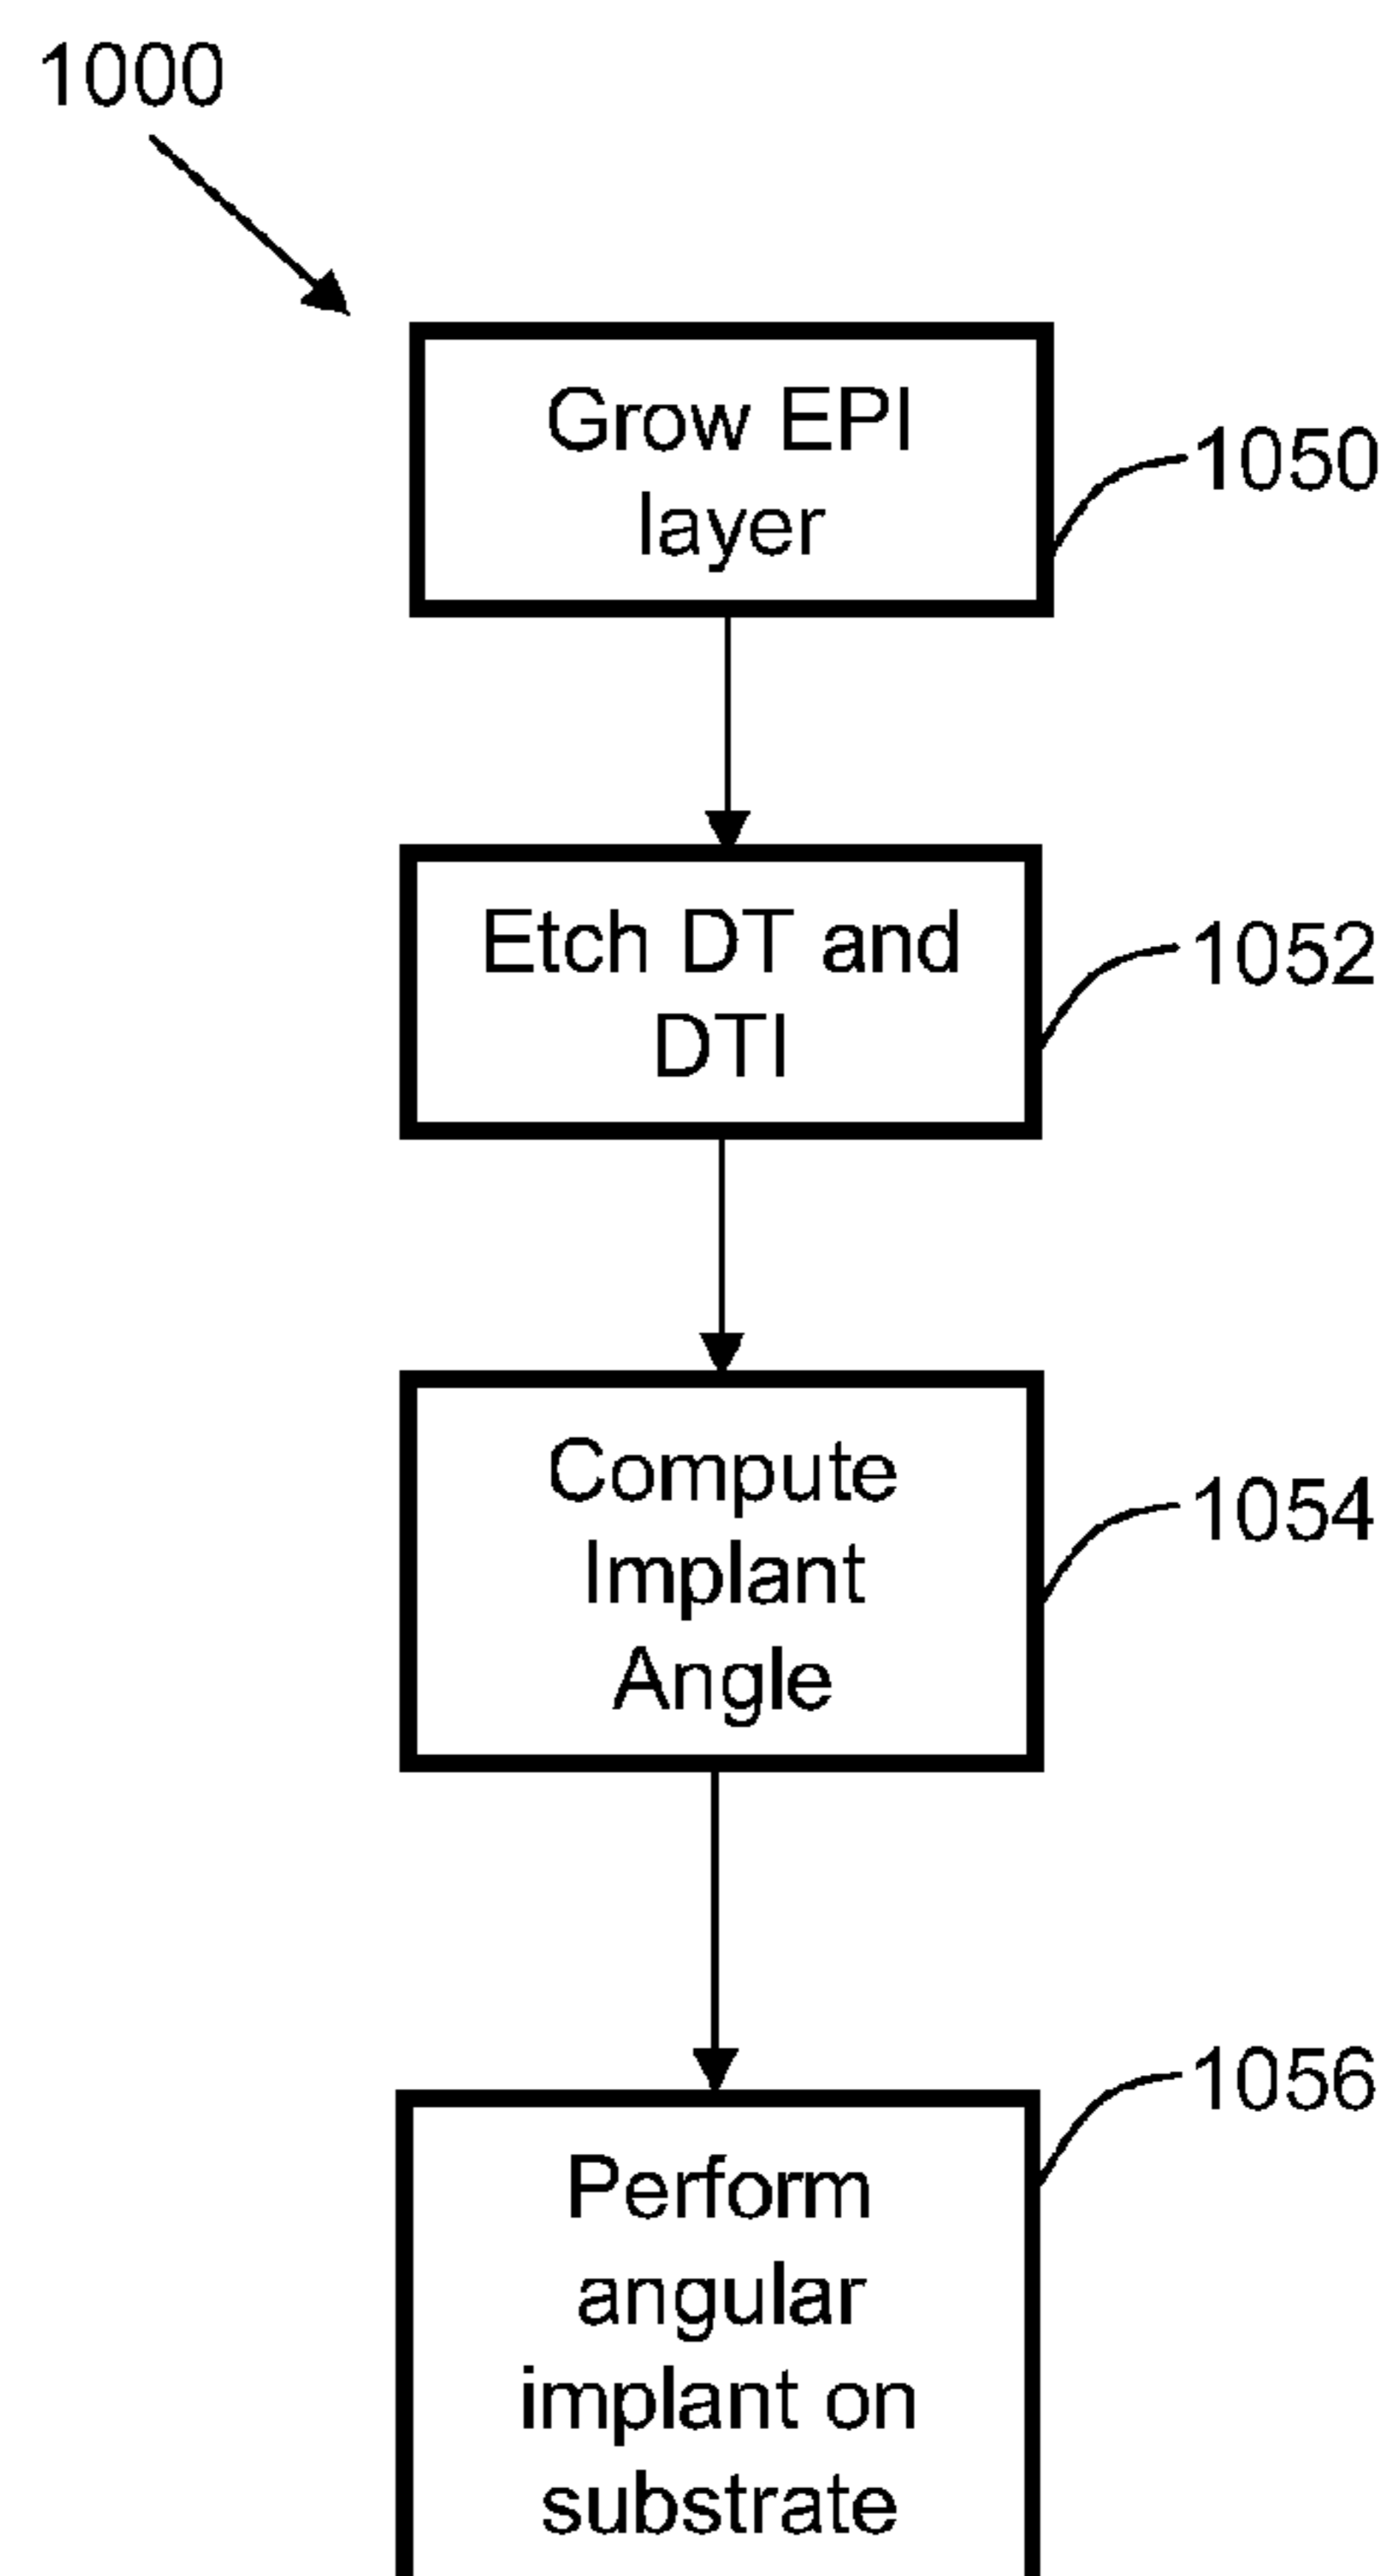 1000
Grow EPI
layer
1050
Etch DT and
DTI
1052
Compute
Implant
Angle
1054
Perform
angular
implant on
substrate
1056